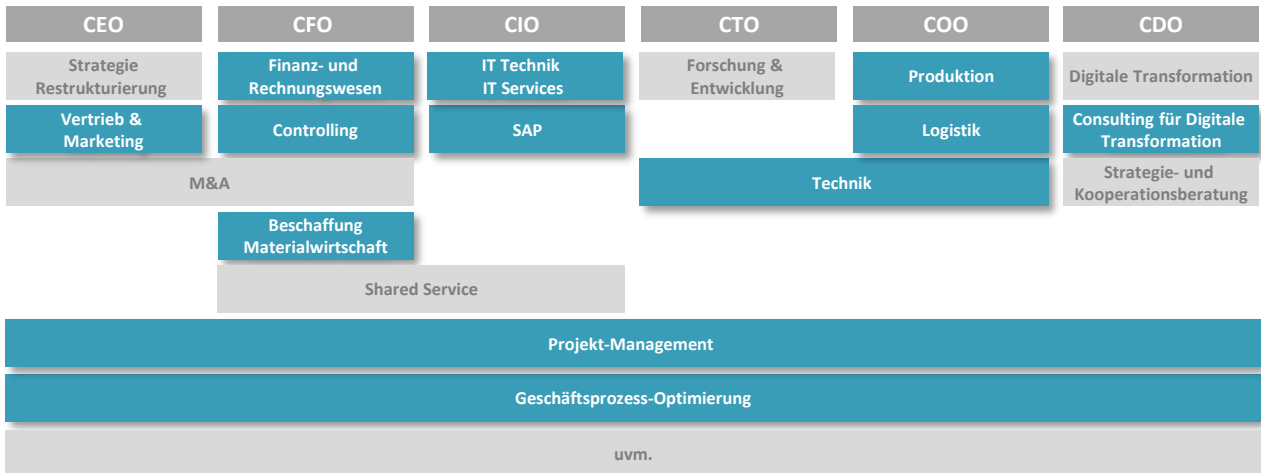 CEO
CFO
CIO
CTO
COO
CDO
Strategie
Restrukturierung
Finanz- und
Rechnungswesen
IT Technik
IT Services
Forschung &
Entwicklung
Produktion
Digitale Transformation
Vertrieb &
Marketing
Controlling
SAP
Logistik
Consulting für Digitale
Transformation
M&A
Technik
Strategie- und
Kooperationsberatung
Beschaffung
Materialwirtschaft
Shared Service
Projekt-Management
Geschäftsprozess-Optimierung
uvm.